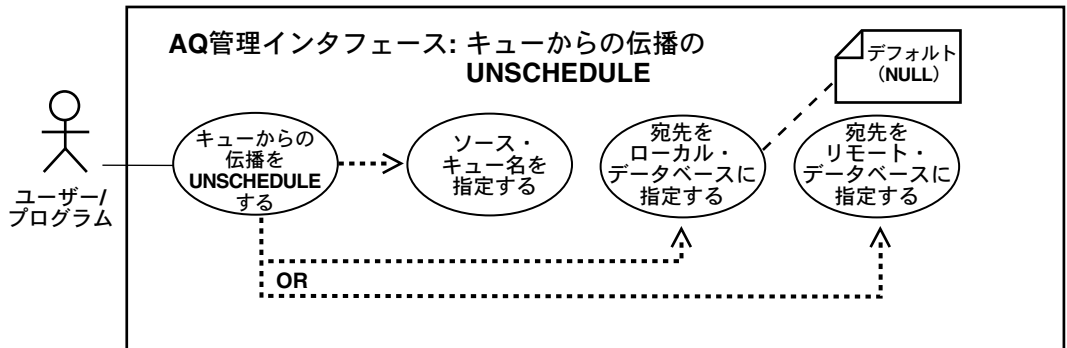 AQ管理インタフェース: キューからの伝播の
UNSCHEDULE
デフォルト
(NULL)
ユーザー/
プログラム
キューからの
伝播を
UNSCHEDULE
する
ソース・
キュー名を
指定する
宛先を
ローカル・
データベースに
指定する
宛先を
リモート・
データベースに
指定する
OR